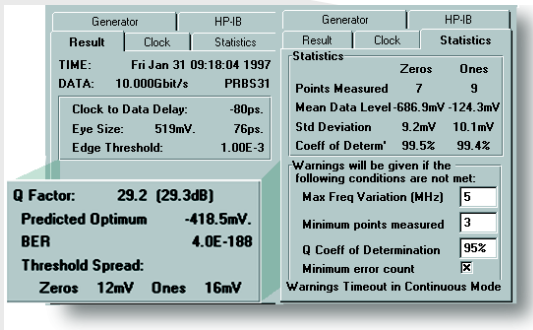 Generator HP-IB
Result Clock Statistics
TIME: Fri Jan 31 09:18:04 1997
DATA: 10.000Gbit/s PRBS31
Clock to Data Delay: -80ps.
Eye Size: 519mV. 76ps.
Edge Threshold: 1.00E-3
Q Factor: 29.2 (29.3dB)
Predicted Optimum -418.5mV.
BER 4.0E-188
Threshold Spread:
Zeros 12mV Ones 16mV
Generator HP-IB
Result Clock Statistics
Statistics
Zeros Ones
Points Measured 7 9
Mean Data Level -686.9mV -124.3mV
Std Deviation 9.2mV 10.1mV
Coeff of Determ' 99.5% 99.4%
Warnings will be given if the
following conditions are not met:
Max Freq Variation (MHz) 5
Minimum points measured 3
Q Coeff of Determination 95%
Minimum error count
Warnings Timeout in Continuous Mode